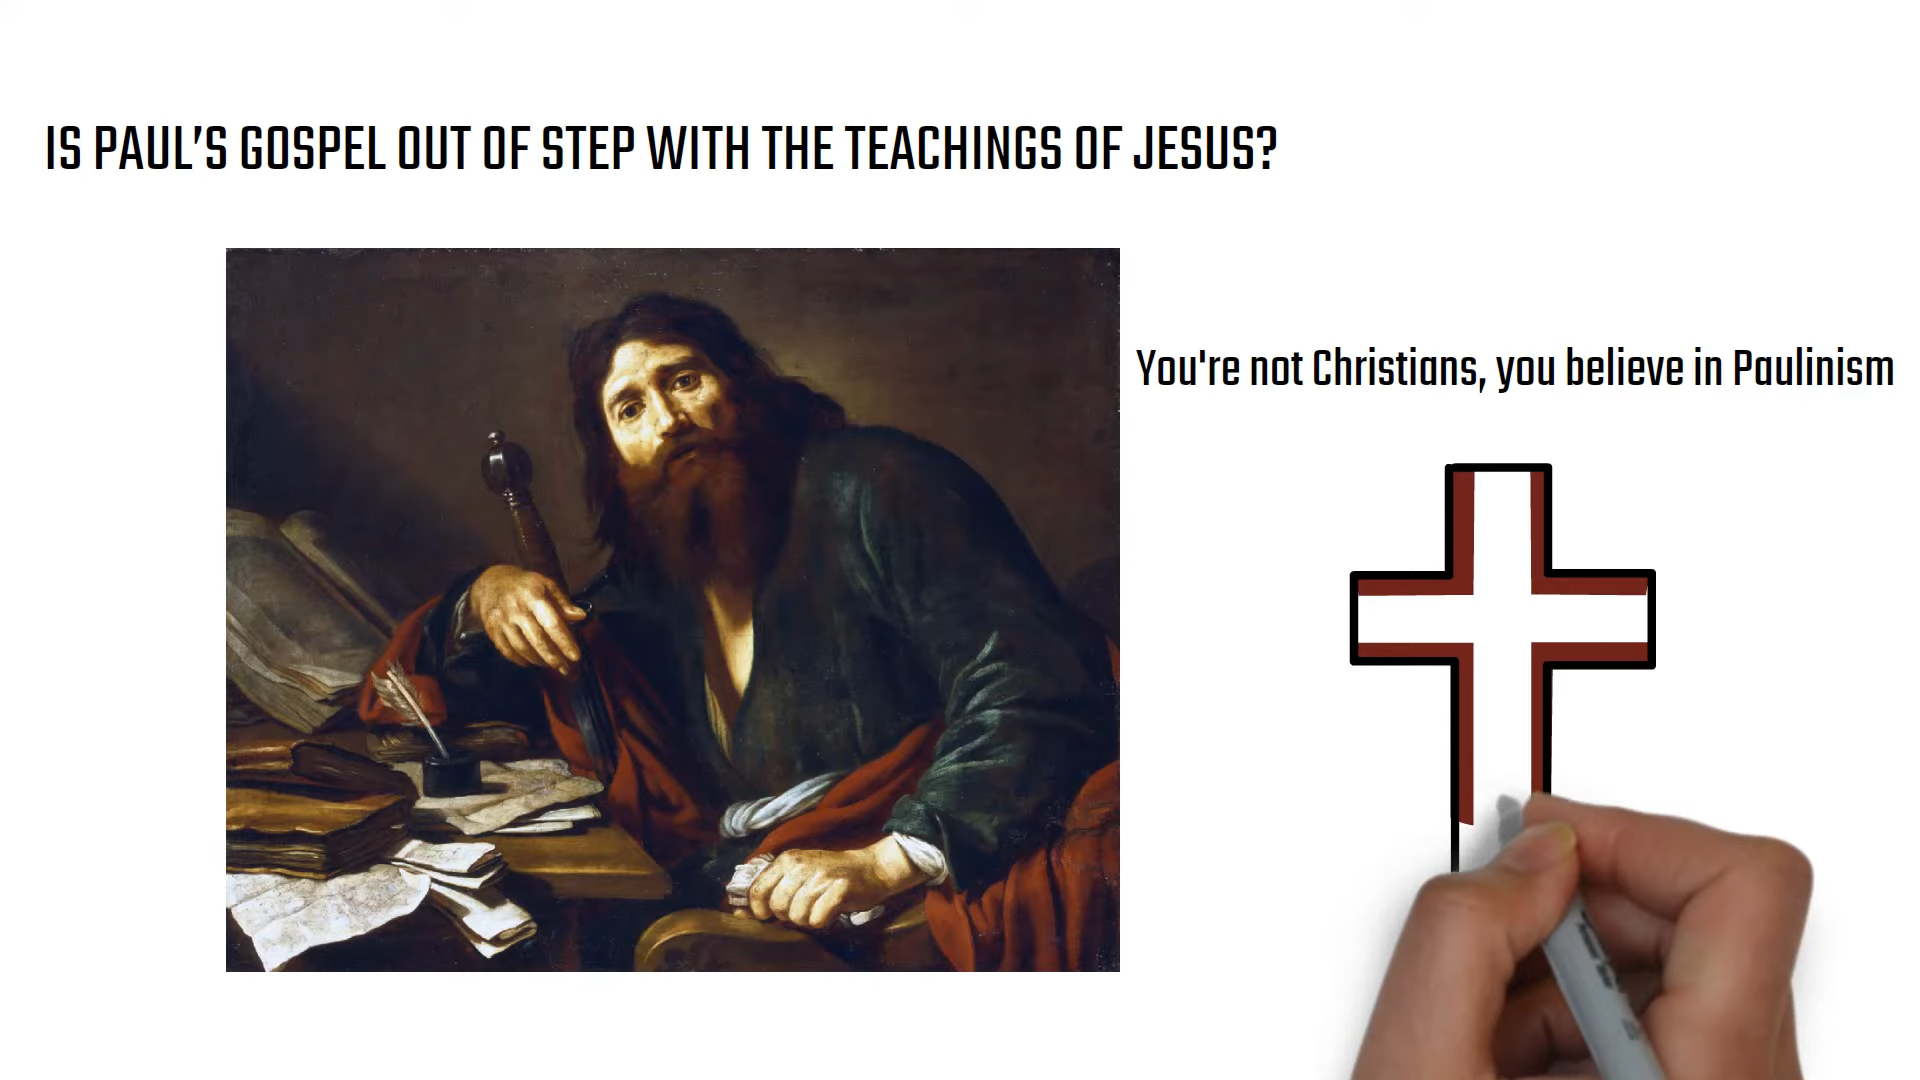 IS PAUL’S GOSPEL OUT OF STEP WITH THE TEACHINGS OF JESUS?
You're not Christians, you believe in Paulinism